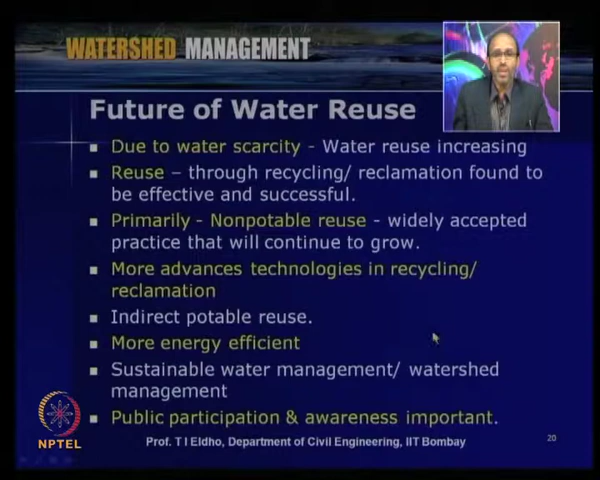 WATERSHED MANAGEMENT
Future of Water Reuse
Due to water scarcity - Water reuse increasing
Reuse – through recycling/ reclamation found to
be effective and successful.
Primarily - Nonpotable reuse - widely accepted
practice that will continue to grow.
More advances technologies in recycling/
reclamation
Indirect potable reuse.
More energy efficient
Sustainable water management/ watershed
management
Public participation & awareness important.
NPTEL
Prof. T I Eldho, Department of Civil Engineering, IIT Bombay
20